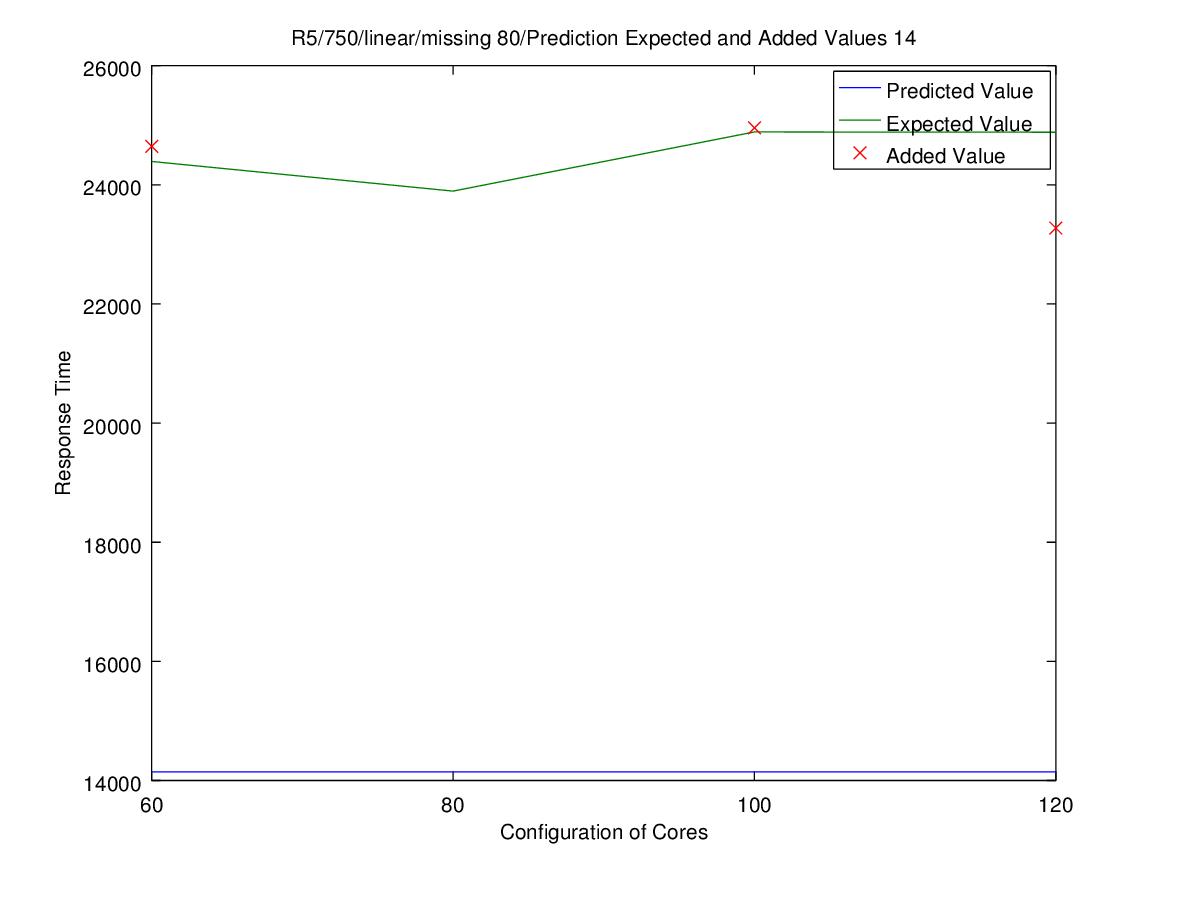 R5/750/linear/missing 80/Prediction Expected and Added Values 14
26000
24000
22000
20000
18000
16000
14000
Response Time
Predicted Value
Expected Value
Added Value
60
80
100
120
Configuration of Cores